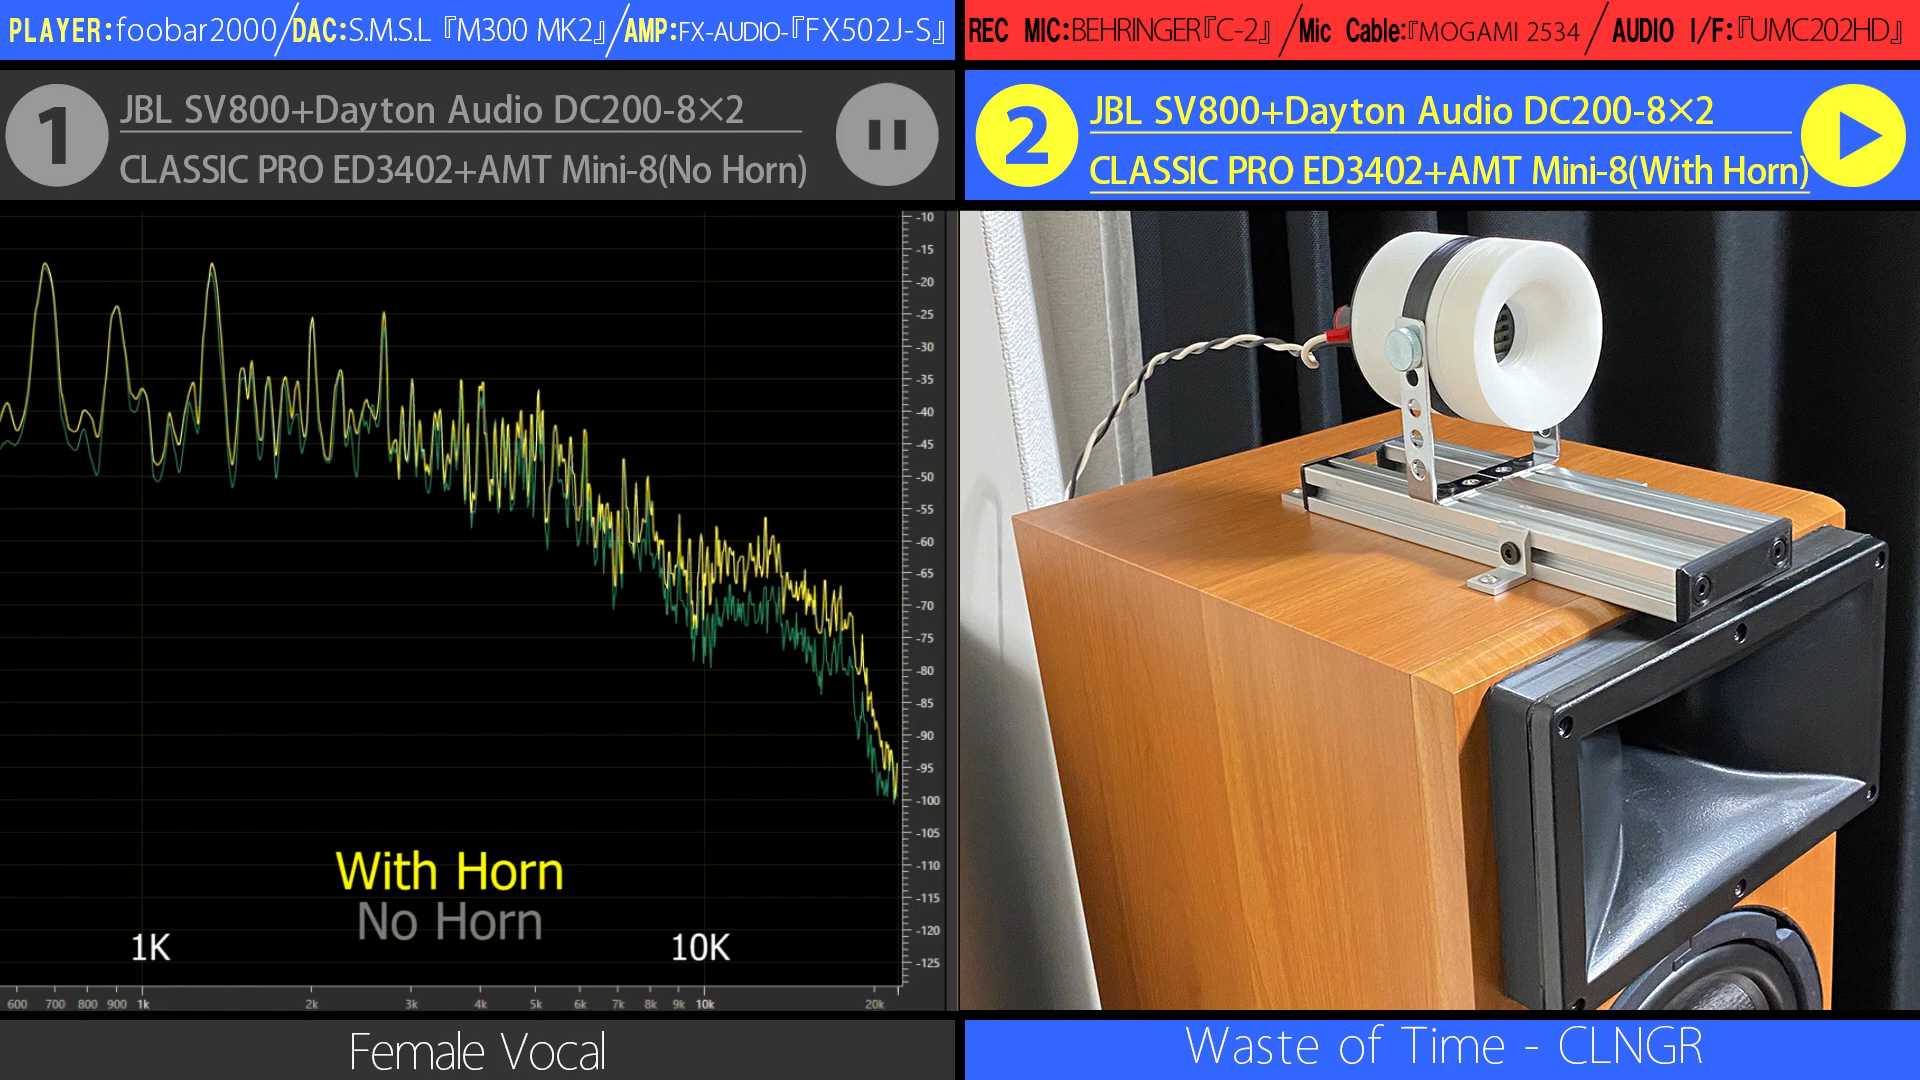 PLAYER:foobar2000/DAC:S.M.S.L『M300 MK2』/AMP:FX-AUDIO-『FX502J-S』
REC MIC:BEHRINGER『C-2』/Mic Cable:『MOGAMI 2534 / AUDIO I/F:『UMC202HD』
1
JBL SV800+Dayton Audio DC200-8×2
CLASSIC PRO ED3402+AMT Mini-8(No Horn)
2
JBL SV800+Dayton Audio DC200-8×2
CLASSIC PRO ED3402+AMT Mini-8(With Horn)
-10
-15
-20
-25
-30
-35
-40
-45
-50
-55
-60
-65
-70
-75
-80
-85
-90
-95
-100
-105
-110
-115
-120
-125
With Horn
No Horn
1K 10K
600 700 800 900 1k 2k 3k 4k 5k 6k 7k 8k 9k 10k 20k
Female Vocal
Waste of Time - CLNGR